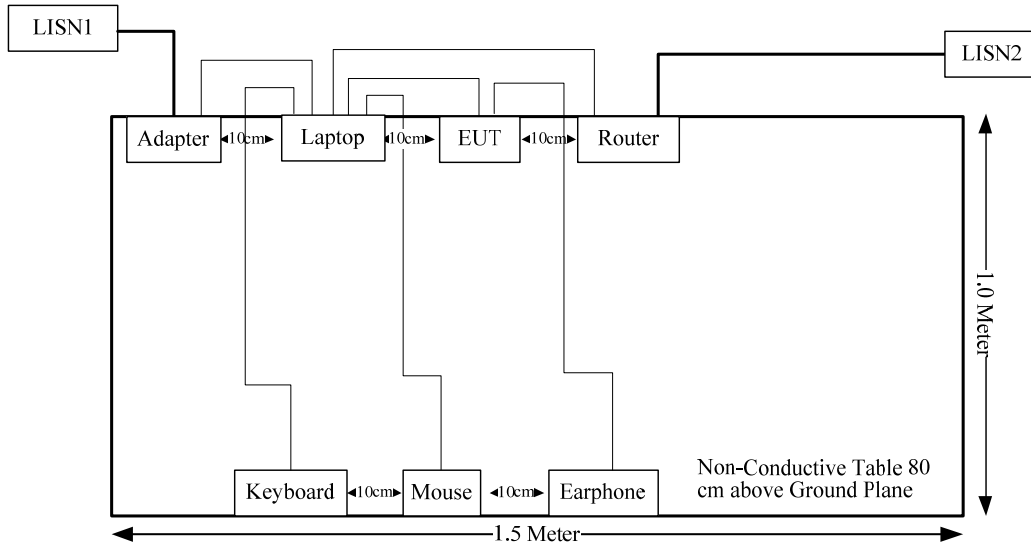 LISN1
LISN2
Adapter
10cm
Laptop
10cm
EUT
10cm
Router
1.0 Meter
Keyboard
10cm
Mouse
10cm
Earphone
Non-Conductive Table 80
cm above Ground Plane
1.5 Meter